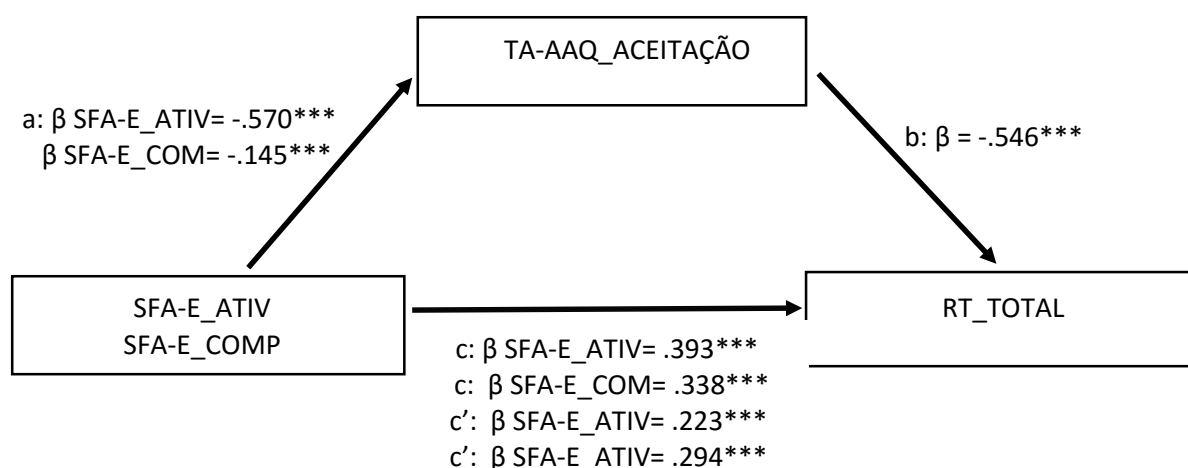 TA-AAQ_ACEITAÇÃO
a: β SFA-E_ATIV= -.570***
β SFA-E_COM= -.145***
b: β = -.546***
SFA-E_ATIV
SFA-E_COMP
RT_TOTAL
c: β SFA-E_ATIV= .393***
c: β SFA-E_COM= .338***
c’: β SFA-E_ATIV= .223***
c’: β SFA-E_ATIV= .294***